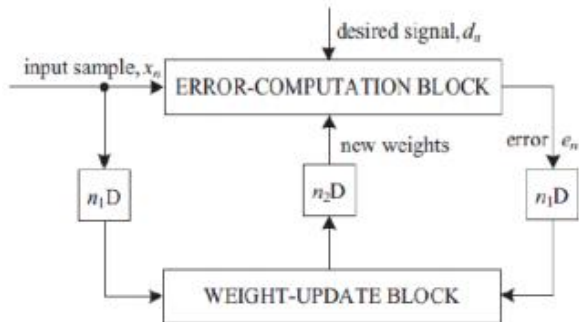 desired signal, dn
input sample, xn
ERROR-COMPUTATION BLOCK
new weights
error en
n1D
n2D
n1D
WEIGHT-UPDATE BLOCK